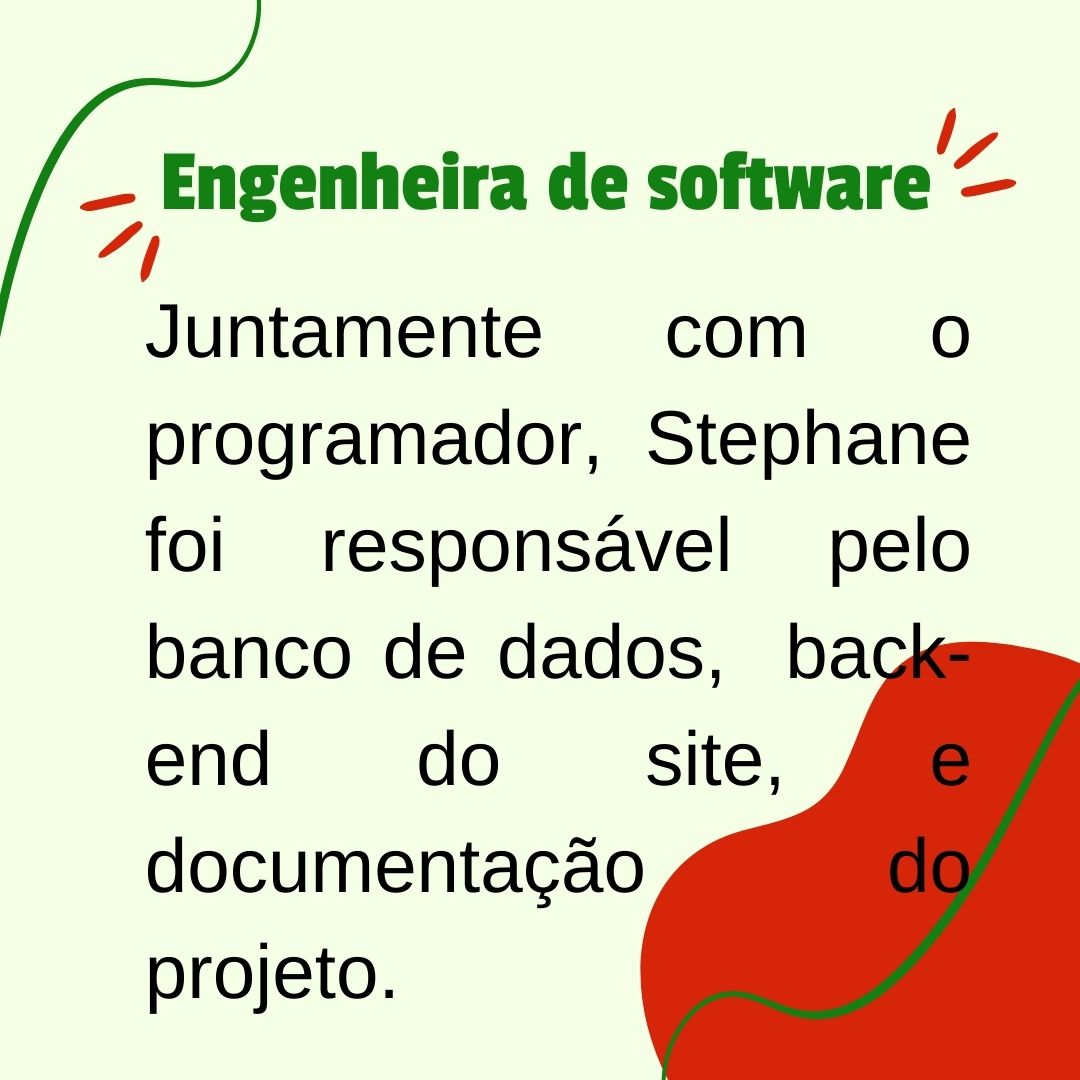 Engenheira de software
Juntamente com o
programador, Stephane
foi responsável pelo
banco de dados, back-
end do site, e
documentação do
projeto.